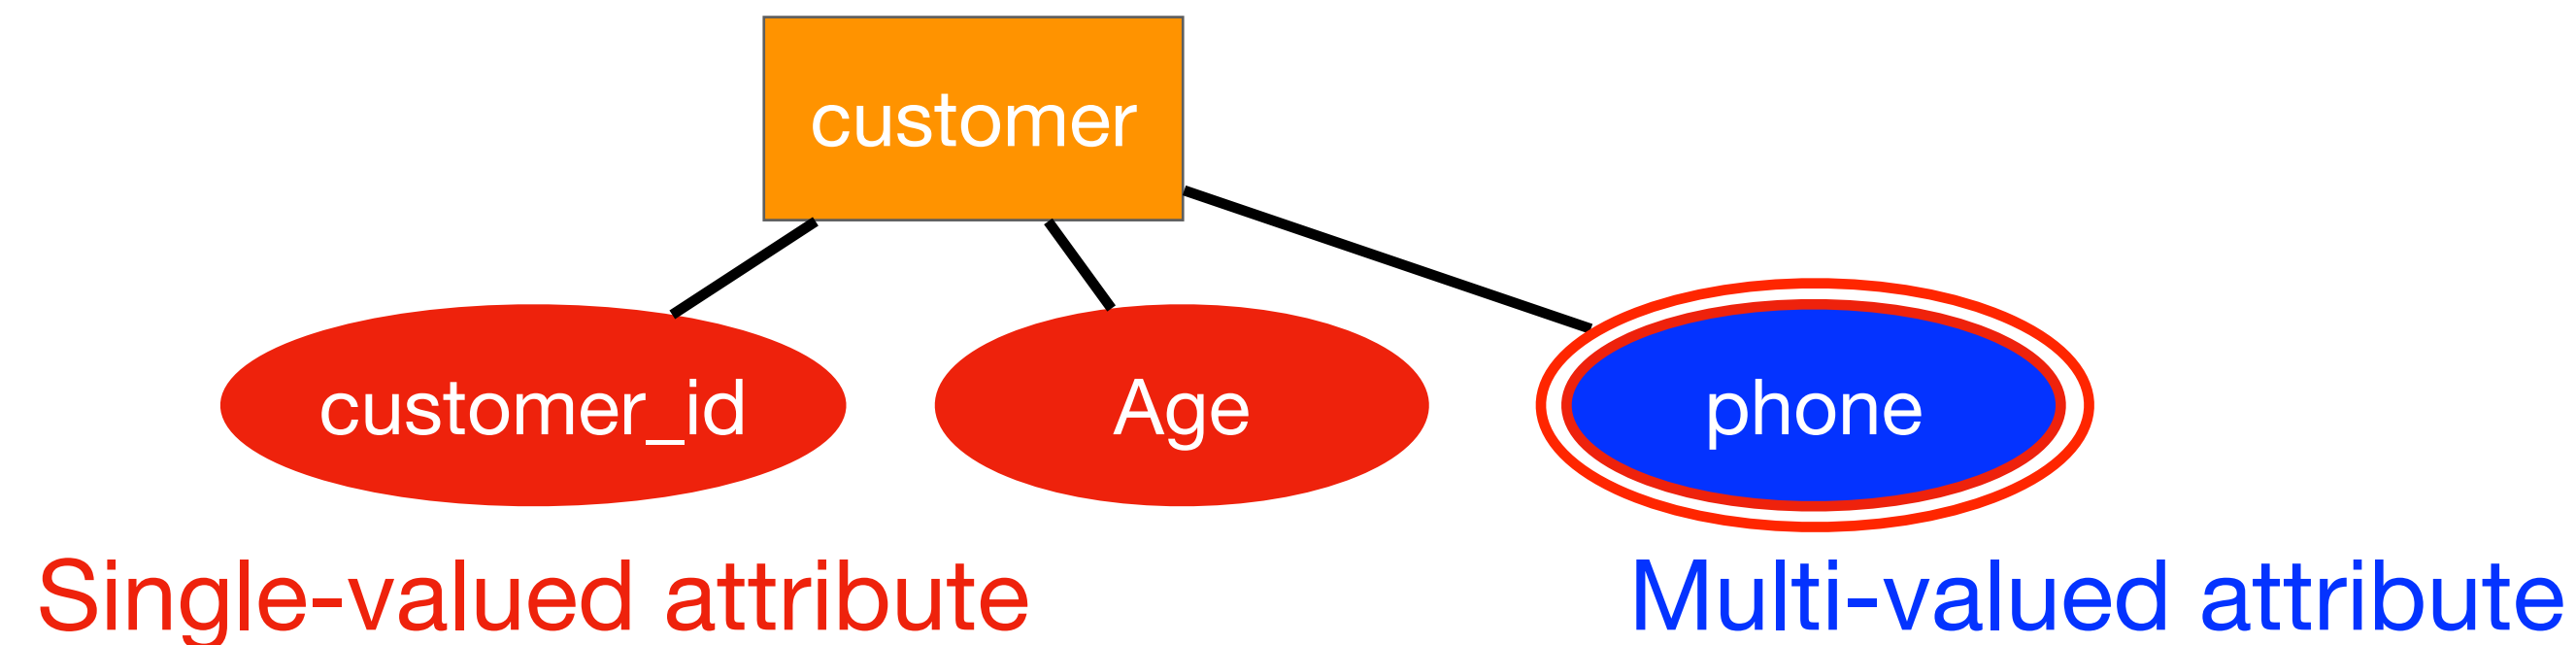 customer
customer_id
Age
phone
Single-valued attribute
Multi-valued attribute